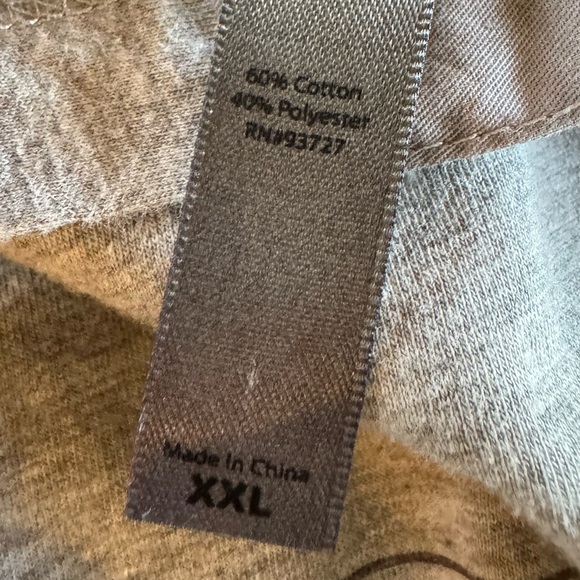 60% Cotton
40% Polyester
RN#93727
Made In China
XXL